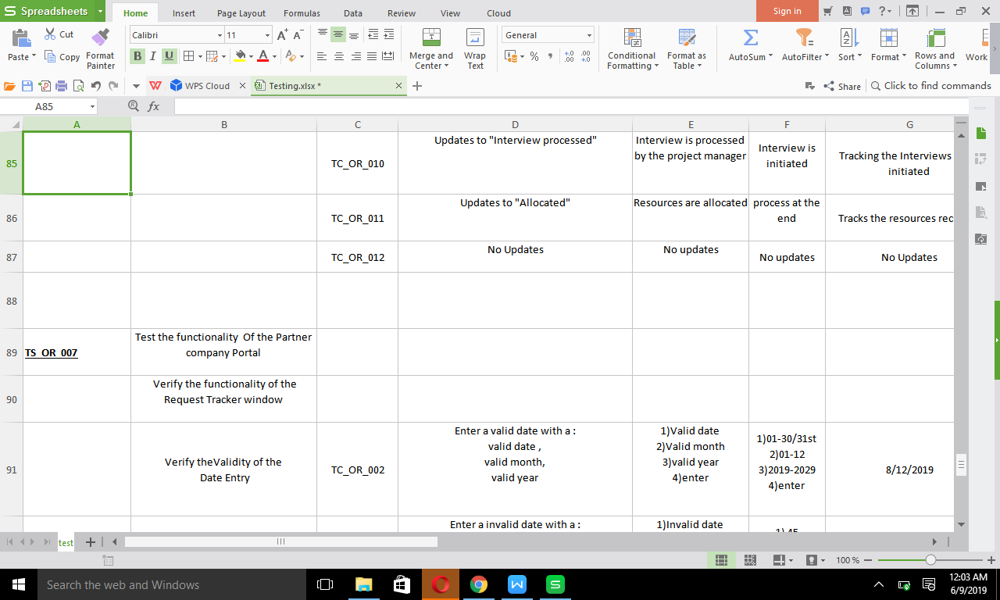 Spreadsheets
Home
Insert
Page Layout
Formulas
Data
Review
View
Cloud
Sign in
Paste
Cut
Copy
Format Painter
Calibri
11
B I U
General
Merge and Center
Wrap Text
Conditional Formatting
Format as Table
AutoSum
AutoFilter
Sort
Format
Rows and Columns
Work
WPS Cloud
Testing.xlsx *
Share
Click to find commands
A85
fx
A B C D E F G
85
TC_OR_010
Updates to "Interview processed"
Interview is processed
by the project manager
Interview is
initiated
Tracking the Interviews
initiated
86
TC_OR_011
Updates to "Allocated"
Resources are allocated
process at the
end
Tracks the resources rec
87
TC_OR_012
No Updates
No updates
No updates
No Updates
88
89
TS_OR_007
Test the functionality Of the Partner
company Portal
90
Verify the functionality of the
Request Tracker window
91
Verify theValidity of the
Date Entry
TC_OR_002
Enter a valid date with a :
valid date ,
valid month,
valid year
1)Valid date
2)Valid month
3)valid year
4)enter
1)01-30/31st
2)01-12
3)2019-2029
4)enter
8/12/2019
Enter a invalid date with a :
1)Invalid date
test
100 %
Search the web and Windows
12:03 AM
6/9/2019